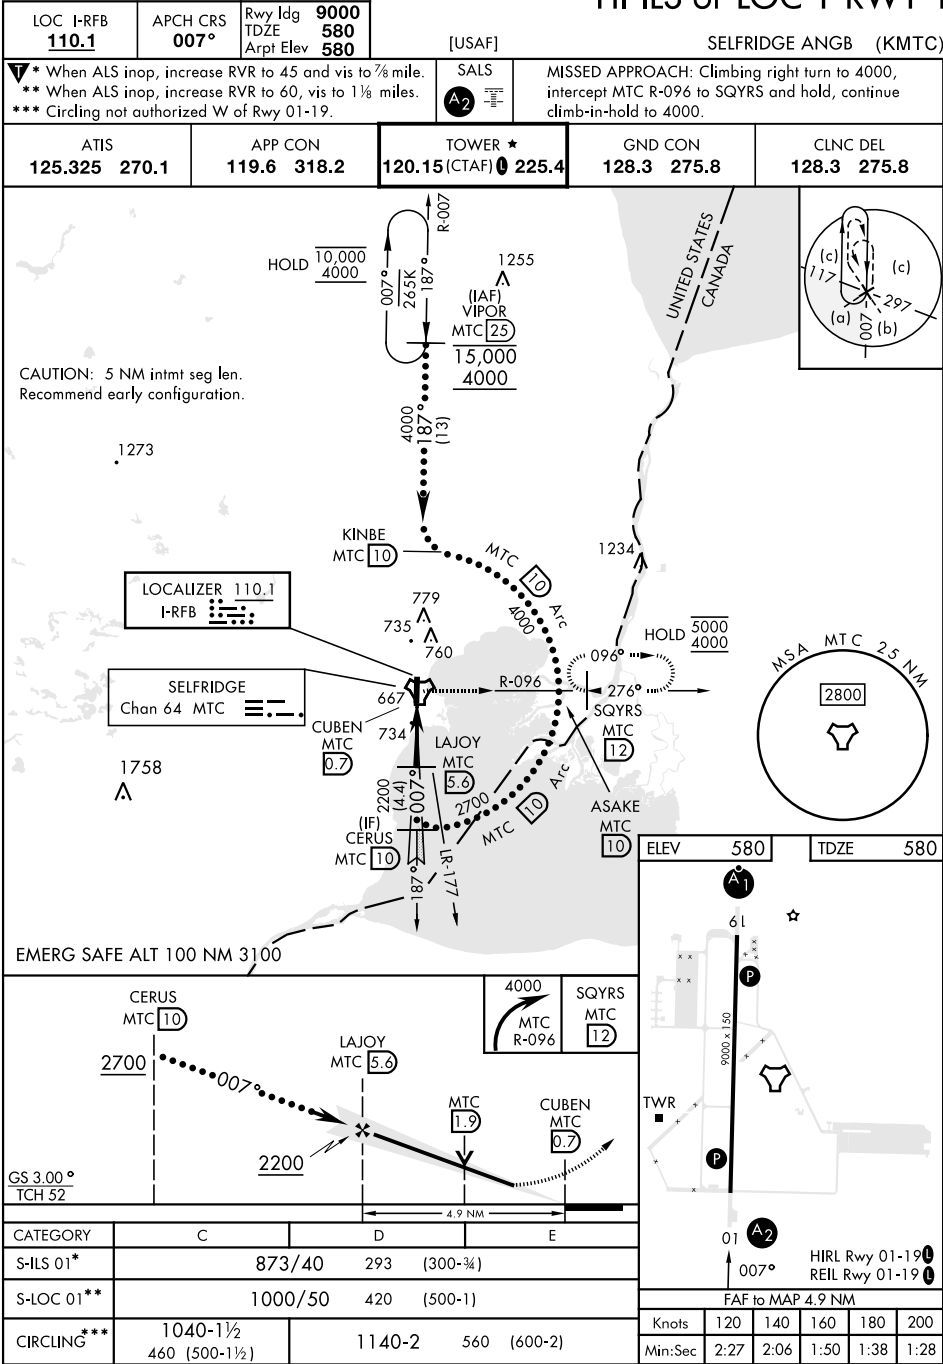 LOC I-RFB
110.1
APCH CRS
007°
Rwy ldg 9000
TDZE 580
Arpt Elev 580
[USAF]
SELFRIDGE ANGB (KMTC)
T * When ALS inop, increase RVR to 45 and vis to ⅞ mile.
** When ALS inop, increase RVR to 60, vis to 1⅛ miles.
*** Circling not authorized W of Rwy 01-19.
SALS
A2
MISSED APPROACH: Climbing right turn to 4000,
intercept MTC R-096 to SQYRS and hold, continue
climb-in-hold to 4000.
ATIS
125.325 270.1
APP CON
119.6 318.2
TOWER ★
120.15(CTAF) L 225.4
GND CON
128.3 275.8
CLNC DEL
128.3 275.8
R-007
HOLD 10,000
4000
007°
265K
187°
1255
(IAF)
VIPOR
MTC 25
15,000
4000
UNITED STATES
CANADA
(c)
(c)
117
297
(a)
(b)
007
CAUTION: 5 NM intmt seg len.
Recommend early configuration.
4000
187°
(13)
1273
KINBE
MTC 10
MTC 10 Arc
4000
1234
LOCALIZER 110.1
I-RFB
779
735
760
HOLD 5000
4000
096°
R-096
276°
SQYRS
MTC
12
SELFRIDGE
Chan 64 MTC
667
CUBEN
MTC
0.7
734
LAJOY
MTC
5.6
MSA MTC 25 NM
2800
1758
2200
(4.4)
007°
2700
MTC 10 Arc
ASAKE
MTC
10
(IF)
CERUS
MTC 10
187°
LR-177
EMERG SAFE ALT 100 NM 3100
ELEV 580
TDZE 580
A1
19
P
9000 x 150
TWR
P
01
A2
007°
HIRL Rwy 01-19 L
REIL Rwy 01-19 L
CERUS
MTC 10
2700
007°
LAJOY
MTC 5.6
2200
MTC
1.9
CUBEN
MTC
0.7
4000
MTC
R-096
SQYRS
MTC
12
GS 3.00°
TCH 52
4.9 NM
CATEGORY C D E
S-ILS 01* 873/40 293 (300-¾)
S-LOC 01** 1000/50 420 (500-1)
CIRCLING*** 1040-1½
460 (500-1½)
1140-2 560 (600-2)
FAF to MAP 4.9 NM
Knots 120 140 160 180 200
Min:Sec 2:27 2:06 1:50 1:38 1:28